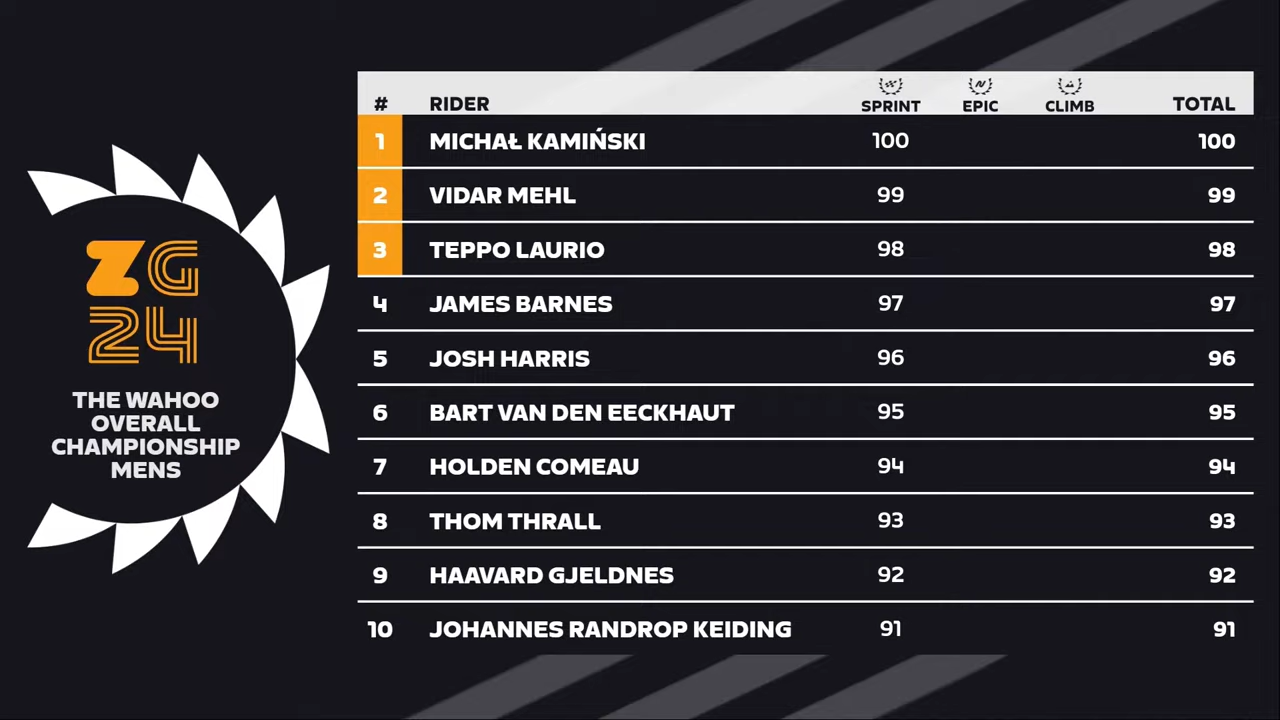 ZG
24
THE WAHOO
OVERALL
CHAMPIONSHIP
MENS
# RIDER SPRINT EPIC CLIMB TOTAL
1 MICHAŁ KAMIŃSKI 100 100
2 VIDAR MEHL 99 99
3 TEPPO LAURIO 98 98
4 JAMES BARNES 97 97
5 JOSH HARRIS 96 96
6 BART VAN DEN EECKHAUT 95 95
7 HOLDEN COMEAU 94 94
8 THOM THRALL 93 93
9 HAAVARD GJELDNES 92 92
10 JOHANNES RANDROP KEIDING 91 91